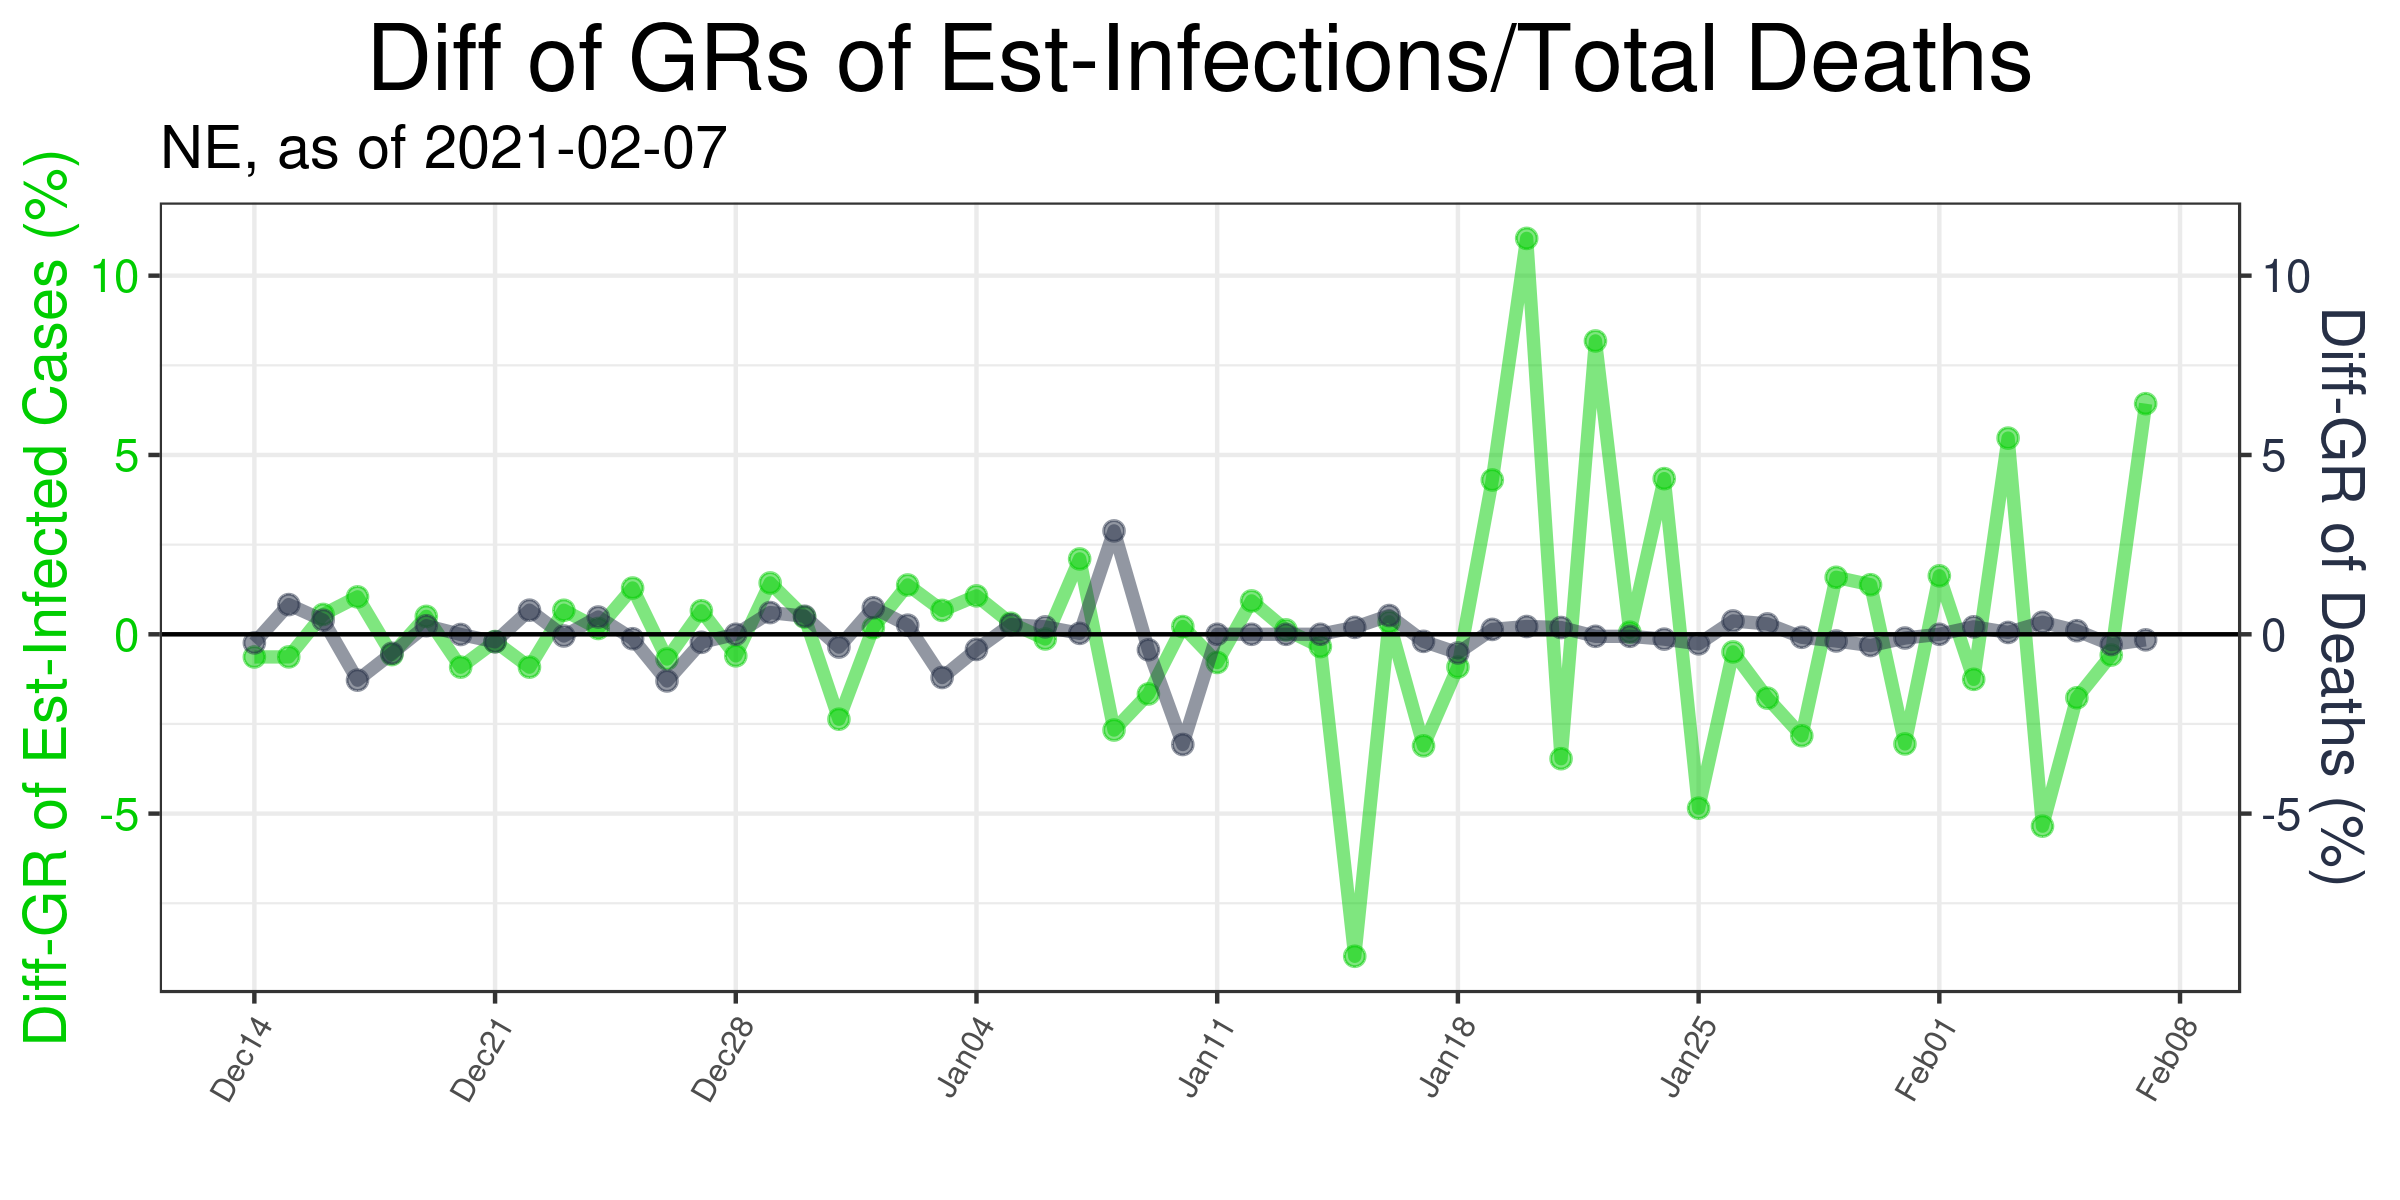 Diff of GRs of Est-Infections/Total Deaths
NE, as of 2021-02-07
Diff-GR of Est-Infected Cases (%)
10
5
0
-5
10
5
0
-5
Diff-GR of Deaths (%)
Dec14
Dec21
Dec28
Jan04
Jan11
Jan18
Jan25
Feb01
Feb08